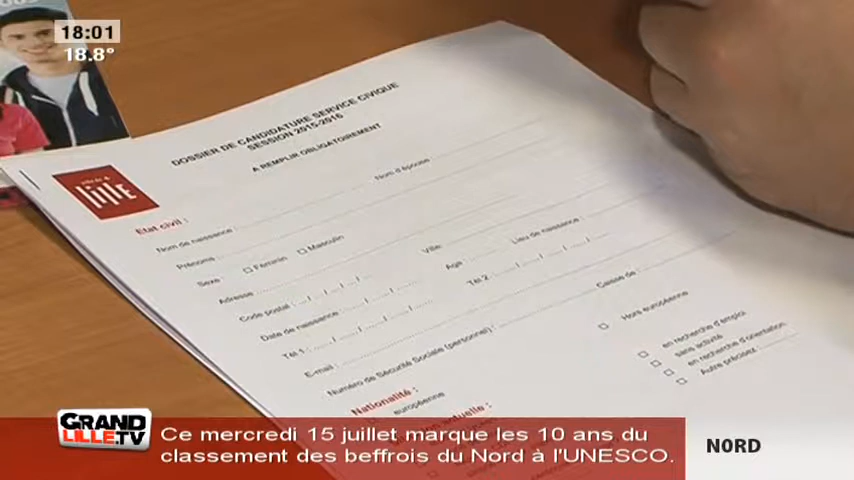 18:01
18.8°
DOSSIER DE CANDIDATURE SERVICE CIVIQUE
SESSION 2015-2016
A REMPLIR OBLIGATOIREMENT
ville de
lille
Etat civil :
Nom de naissance :
Nom d'épouse
Prénoms
Sexe Féminin Masculin
Adresse
Ville:
Code postal :
Age :
Lieu de naissance :
Date de naissance
Tél 1
Tél 2
E-mail :
Numéro de Sécurité Sociale (personnel) :
Caisse de :
Nationalité :
européenne
Hors européenne
actuelle :
en recherche d'emploi
sans activité
en recherche d'orientation
Autre précisez :
GRAND
LILLE.TV
Ce mercredi 15 juillet marque les 10 ans du
classement des beffrois du Nord à l'UNESCO.
NORD